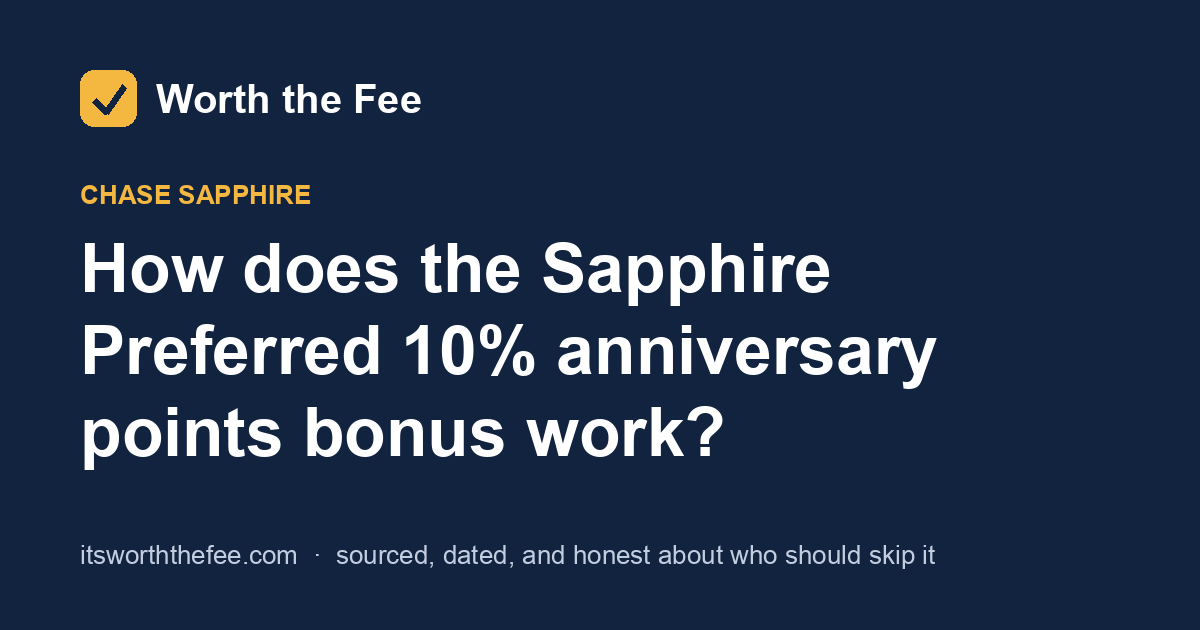 Worth the Fee
CHASE SAPPHIRE
How does the Sapphire
Preferred 10% anniversary
points bonus work?
itsworththefee.com · sourced, dated, and honest about who should skip it